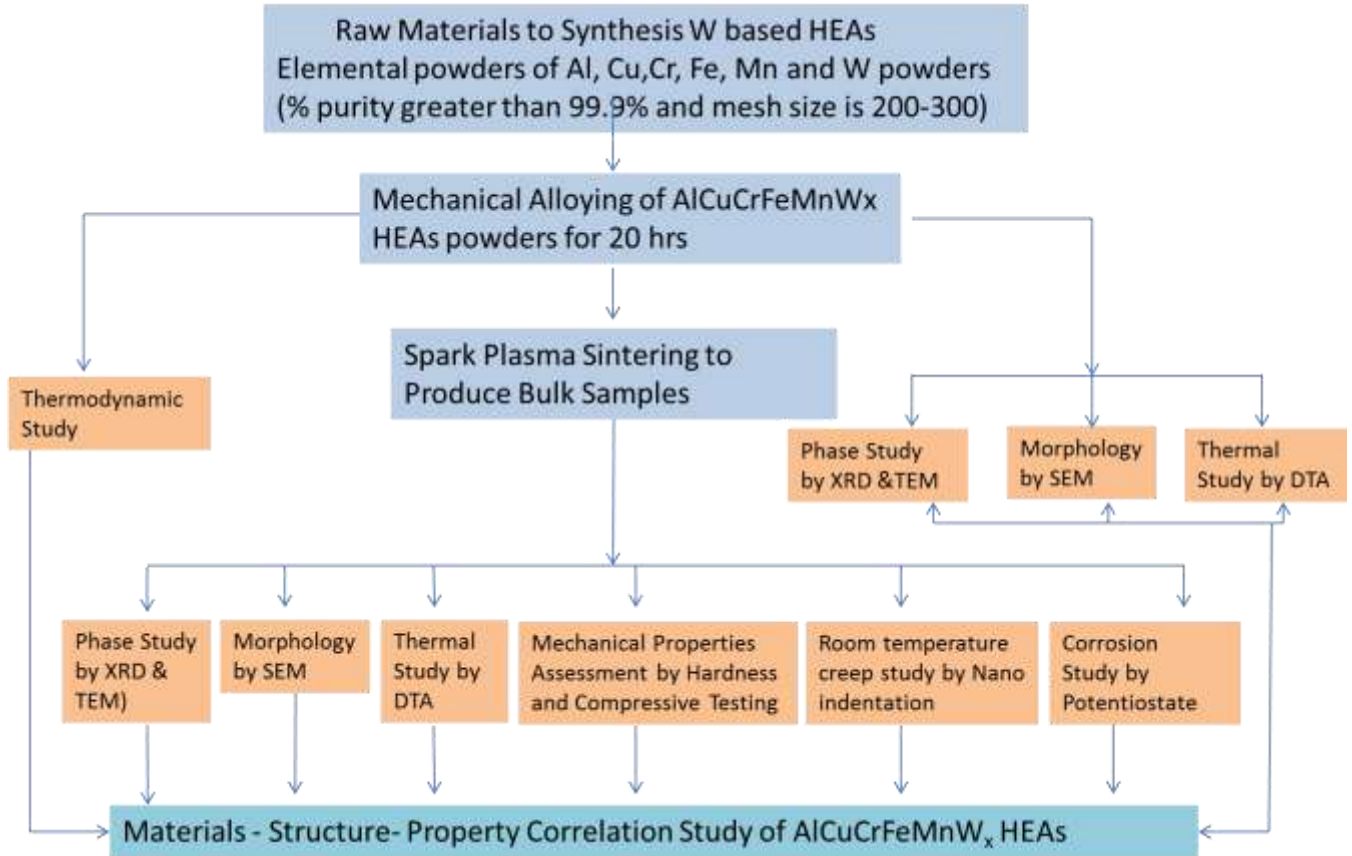 Raw Materials to Synthesis W based HEAs
Elemental powders of Al, Cu,Cr, Fe, Mn and W powders
(% purity greater than 99.9% and mesh size is 200-300)
Mechanical Alloying of AlCuCrFeMnWx
HEAs powders for 20 hrs
Spark Plasma Sintering to
Produce Bulk Samples
Thermodynamic
Study
Phase Study
by XRD &TEM
Morphology
by SEM
Thermal
Study by DTA
Phase Study
by XRD &
TEM)
Morphology
by SEM
Thermal
Study by
DTA
Mechanical Properties
Assessment by Hardness
and Compressive Testing
Room temperature
creep study by Nano
indentation
Corrosion
Study by
Potentiostate
Materials - Structure- Property Correlation Study of AlCuCrFeMnWₓ HEAs